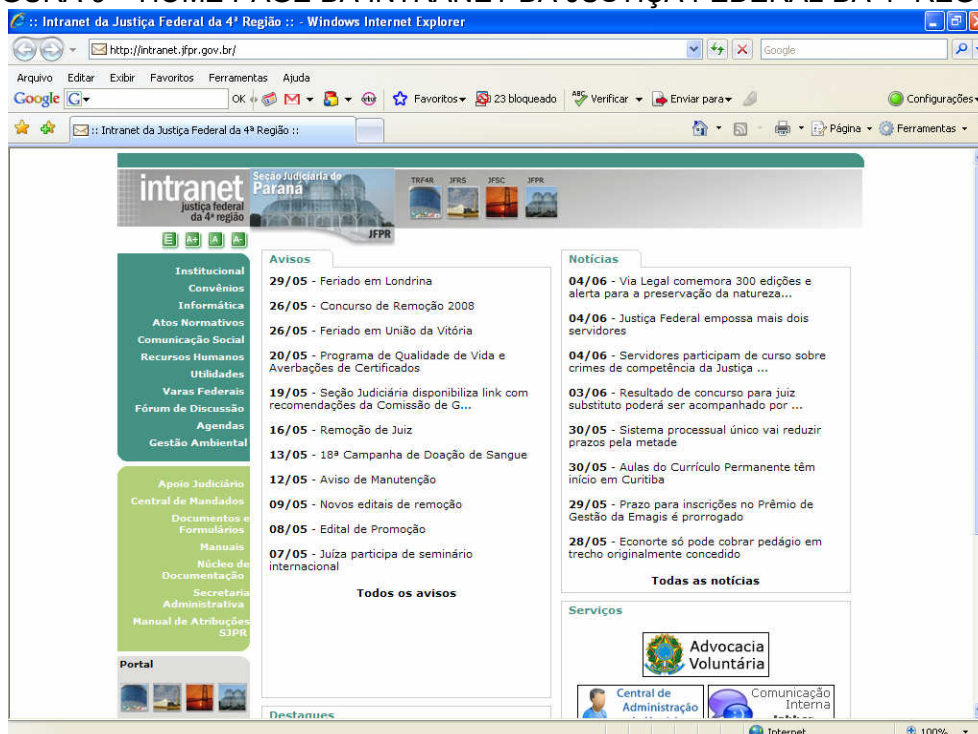 HOME PAGE DA INTRANET DA JUSTIÇA FEDERAL DA 4ª
:: Intranet da Justiça Federal da 4ª Região :: - Windows Internet Explorer
http://intranet.jfpr.gov.br/
Google
Arquivo Editar Exibir Favoritos Ferramentas Ajuda
Google G OK Favoritos 23 bloqueado ABC Verificar Enviar para Configurações
:: Intranet da Justiça Federal da 4ª Região :: Página Ferramentas
intranet
justiça federal
da 4ª região
Seção Judiciária do
Paraná
JFPR
TRF4R JFRS JFSC JFPR
E A+ A A-
Institucional
Convênios
Informática
Atos Normativos
Comunicação Social
Recursos Humanos
Utilidades
Varas Federais
Fórum de Discussão
Agendas
Gestão Ambiental
Apoio Judiciário
Central de Mandados
Documentos e
Formulários
Manuais
Núcleo de
Documentação
Secretaria
Administrativa
Manual de Atribuições
SJPR
Portal
Avisos
29/05 - Feriado em Londrina
26/05 - Concurso de Remoção 2008
26/05 - Feriado em União da Vitória
20/05 - Programa de Qualidade de Vida e
Averbações de Certificados
19/05 - Seção Judiciária disponibiliza link com
recomendações da Comissão de G...
16/05 - Remoção de Juiz
13/05 - 18ª Campanha de Doação de Sangue
12/05 - Aviso de Manutenção
09/05 - Novos editais de remoção
08/05 - Edital de Promoção
07/05 - Juíza participa de seminário
internacional
Todos os avisos
Destaques
Notícias
04/06 - Via Legal comemora 300 edições e
alerta para a preservação da natureza...
04/06 - Justiça Federal empossa mais dois
servidores
04/06 - Servidores participam de curso sobre
crimes de competência da Justiça ...
03/06 - Resultado de concurso para juiz
substituto poderá ser acompanhado por ...
30/05 - Sistema processual único vai reduzir
prazos pela metade
30/05 - Aulas do Currículo Permanente têm
início em Curitiba
29/05 - Prazo para inscrições no Prêmio de
Gestão da Emagis é prorrogado
28/05 - Econorte só pode cobrar pedágio em
trecho originalmente concedido
Todas as notícias
Serviços
Advocacia
Voluntária
Central de
Administração
Comunicação
Interna
Internet 100%